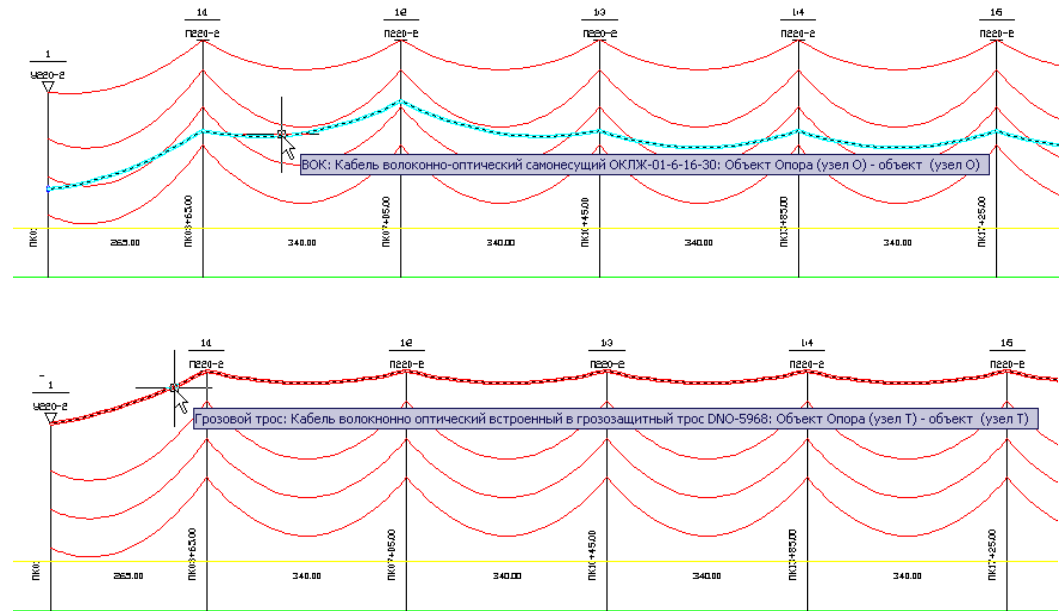 1.1 1.2 1.3 1.4 1.5
П220-2 П220-2 П220-2 П220-2 П220-2
1
У220-2
ВОК: Кабель волоконно-оптический самонесущий ОКЛЖ-01-6-16-30: Объект Опора (узел О) - объект (узел О)
ПК03+65.00 ПК07+05.00 ПК10+45.00 ПК13+85.00 ПК17+25.00
265.00 340.00 340.00 340.00 340.00
1.1 1.2 1.3 1.4 1.5
П220-2 П220-2 П220-2 П220-2 П220-2
1
У220-2
Грозовой трос: Кабель волокнонно оптический встроенный в грозозащитный трос DNO-5968: Объект Опора (узел Т) - объект (узел Т)
ПК03+65.00 ПК07+05.00 ПК10+45.00 ПК13+85.00 ПК17+25.00
265.00 340.00 340.00 340.00 340.00